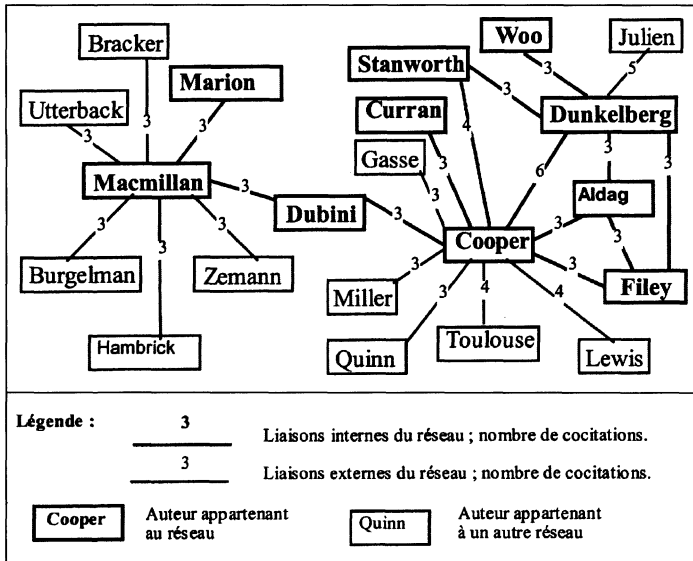 Bracker
Woo
Julien
Stanworth
Marion
3
5
3
Utterback
Curran
Dunkelberg
3
3
3
4
3
Gasse
3
6
Macmillan
3
3
Aldag
Dubini
3
3
3
3
Cooper
3
3
3
3
Burgelman
Zemann
3
4
4
Filey
Miller
3
Hambrick
Quinn
Toulouse
Lewis
Légende :
3
Liaisons internes du réseau ; nombre de cocitations.
3
Liaisons externes du réseau ; nombre de cocitations.
Cooper
Auteur appartenant
au réseau
Quinn
Auteur appartenant
à un autre réseau